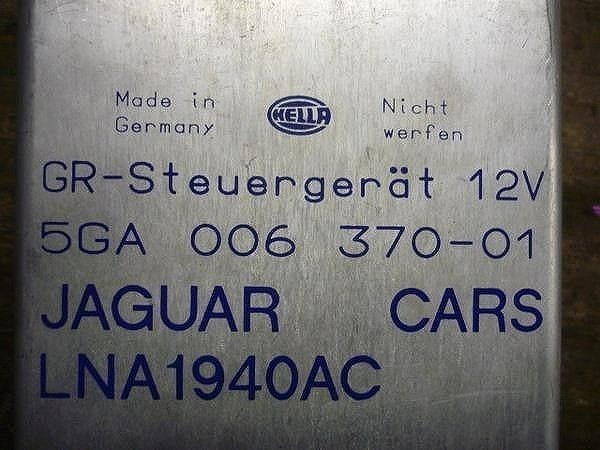 Made in
Germany
HELLA
Nicht
werfen
GR-Steuergerät 12V
5GA 006 370-01
JAGUAR CARS
LNA1940AC